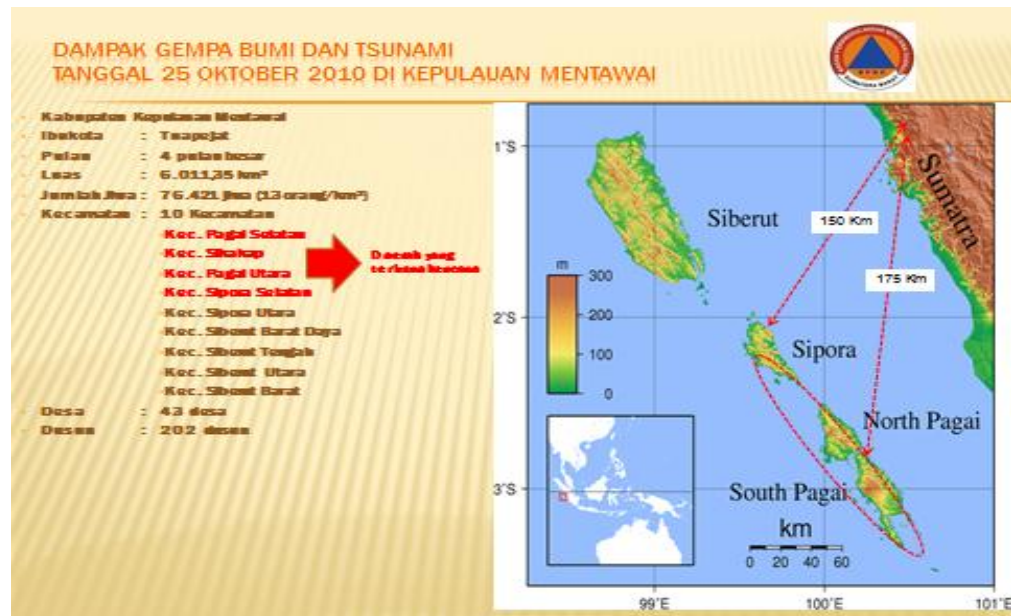 DAMPAK GEMPA BUMI DAN TSUNAMI
TANGGAL 25 OKTOBER 2010 DI KEPULAUAN MENTAWAI
Kabupaten Kepulauan Mentawai
Ibukota : Tuapejat
Pulau : 4 pulau besar
Luas : 6.011,35 km²
Jumlah Jiwa : 76.421 jiwa (13 orang/km²)
Kecamatan : 10 Kecamatan
Kec. Pagai Selatan
Kec. Sikakap
Kec. Pagai Utara
Kec. Sipora Selatan
Kec. Sipora Utara
Kec. Siberut Barat Daya
Kec. Siberut Tengah
Kec. Siberut Utara
Kec. Siberut Barat
Daerah yang
terkena bencana
Desa : 43 desa
Dusun : 202 dusun
1°S
2°S
3°S
Siberut
Sumatra
150 Km
175 Km
m
300
200
100
0
Sipora
North Pagai
South Pagai
km
0 20 40 60
99°E
100°E
101°E